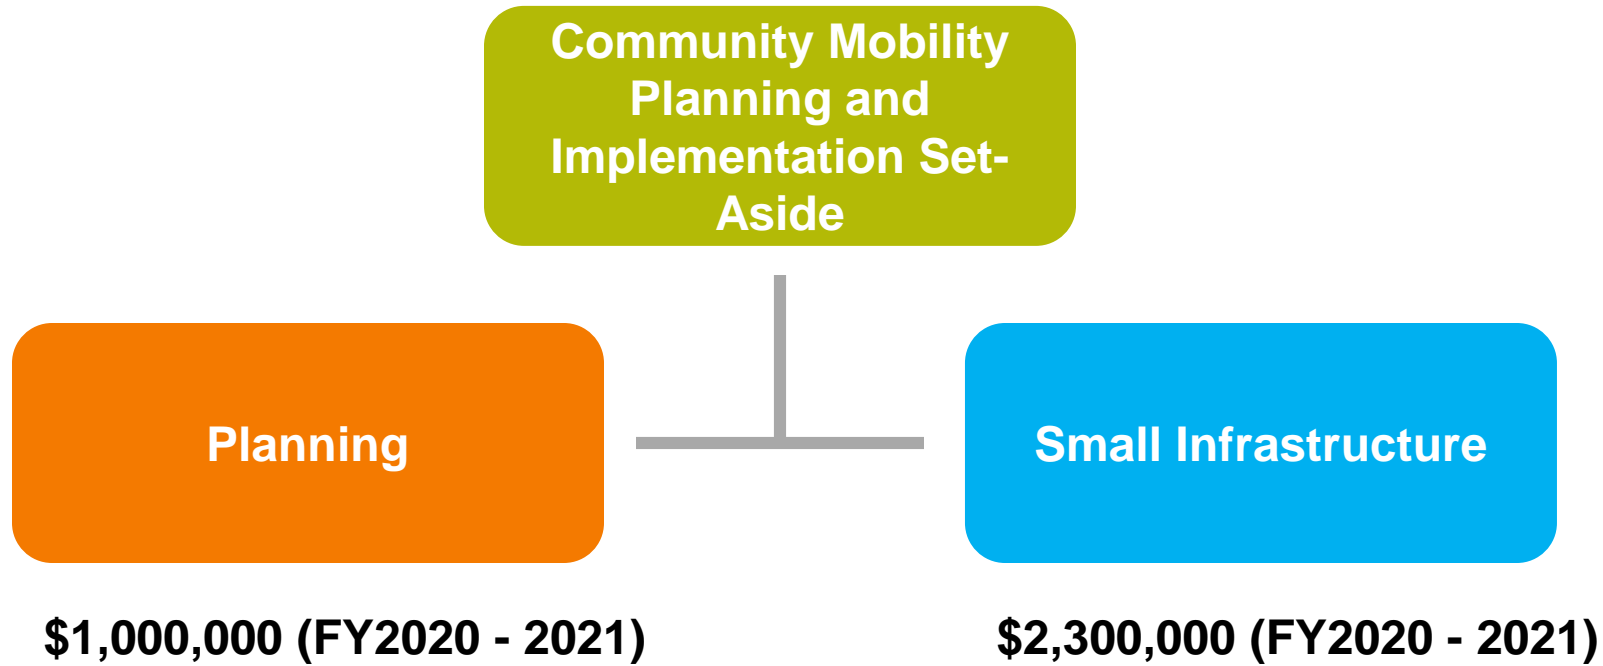 Community Mobility
Planning and
Implementation Set-
Aside
Planning
Small Infrastructure
$1,000,000 (FY2020 - 2021)
$2,300,000 (FY2020 - 2021)